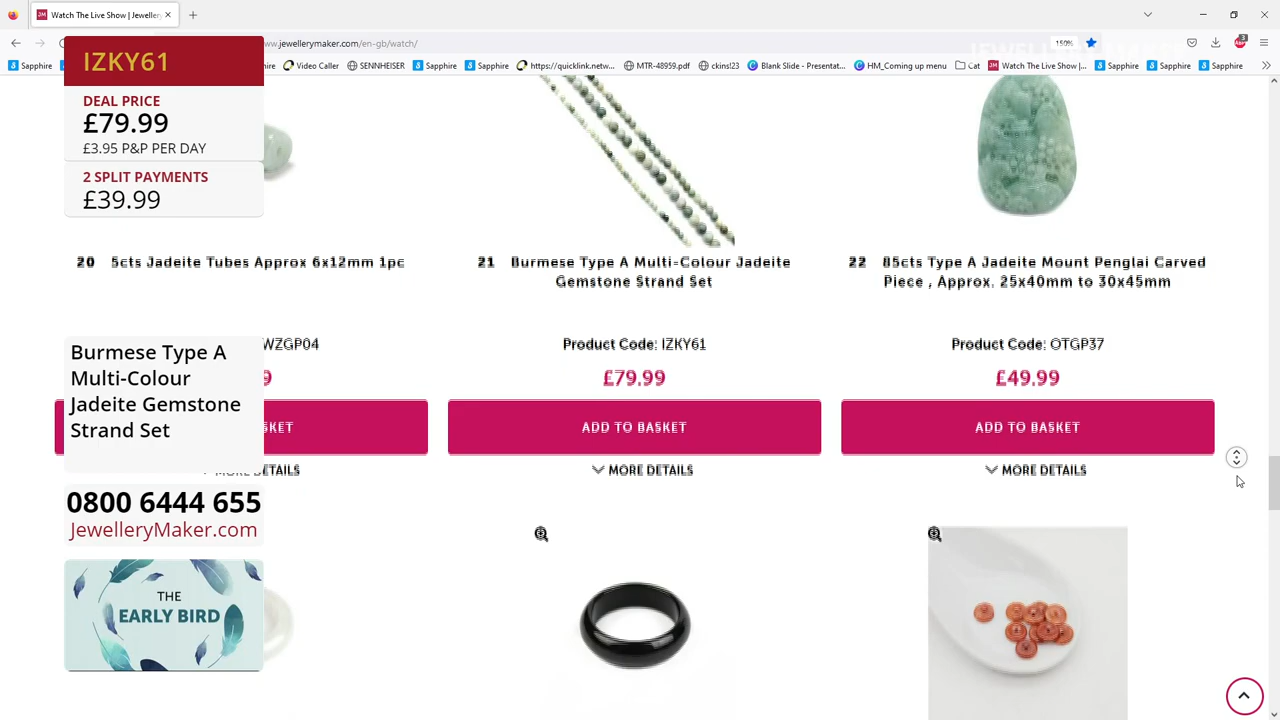 Watch The Live Show | Jeweller
www.jewellerymaker.com/en-gb/watch/
150%
3
Sapphire
Video Caller
SENNHEISER
Sapphire
Sapphire
https://quicklink.netw...
MTR-48959.pdf
ckins!23
Blank Slide - Presentat...
HM_Coming up menu
Cat
Watch The Live Show |...
Sapphire
Sapphire
Sapphire
IZKY61
DEAL PRICE
£79.99
£3.95 P&P PER DAY
2 SPLIT PAYMENTS
£39.99
20 5cts Jadeite Tubes Approx 6x12mm 1pc
21 Burmese Type A Multi-Colour Jadeite
Gemstone Strand Set
22 85cts Type A Jadeite Mount Penglai Carved
Piece , Approx. 25x40mm to 30x45mm
WZGP04
Product Code: IZKY61
Product Code: OTGP37
£79.99
£49.99
ADD TO BASKET
ADD TO BASKET
MORE DETAILS
MORE DETAILS
Burmese Type A
Multi-Colour
Jadeite Gemstone
Strand Set
0800 6444 655
JewelleryMaker.com
THE
EARLY BIRD